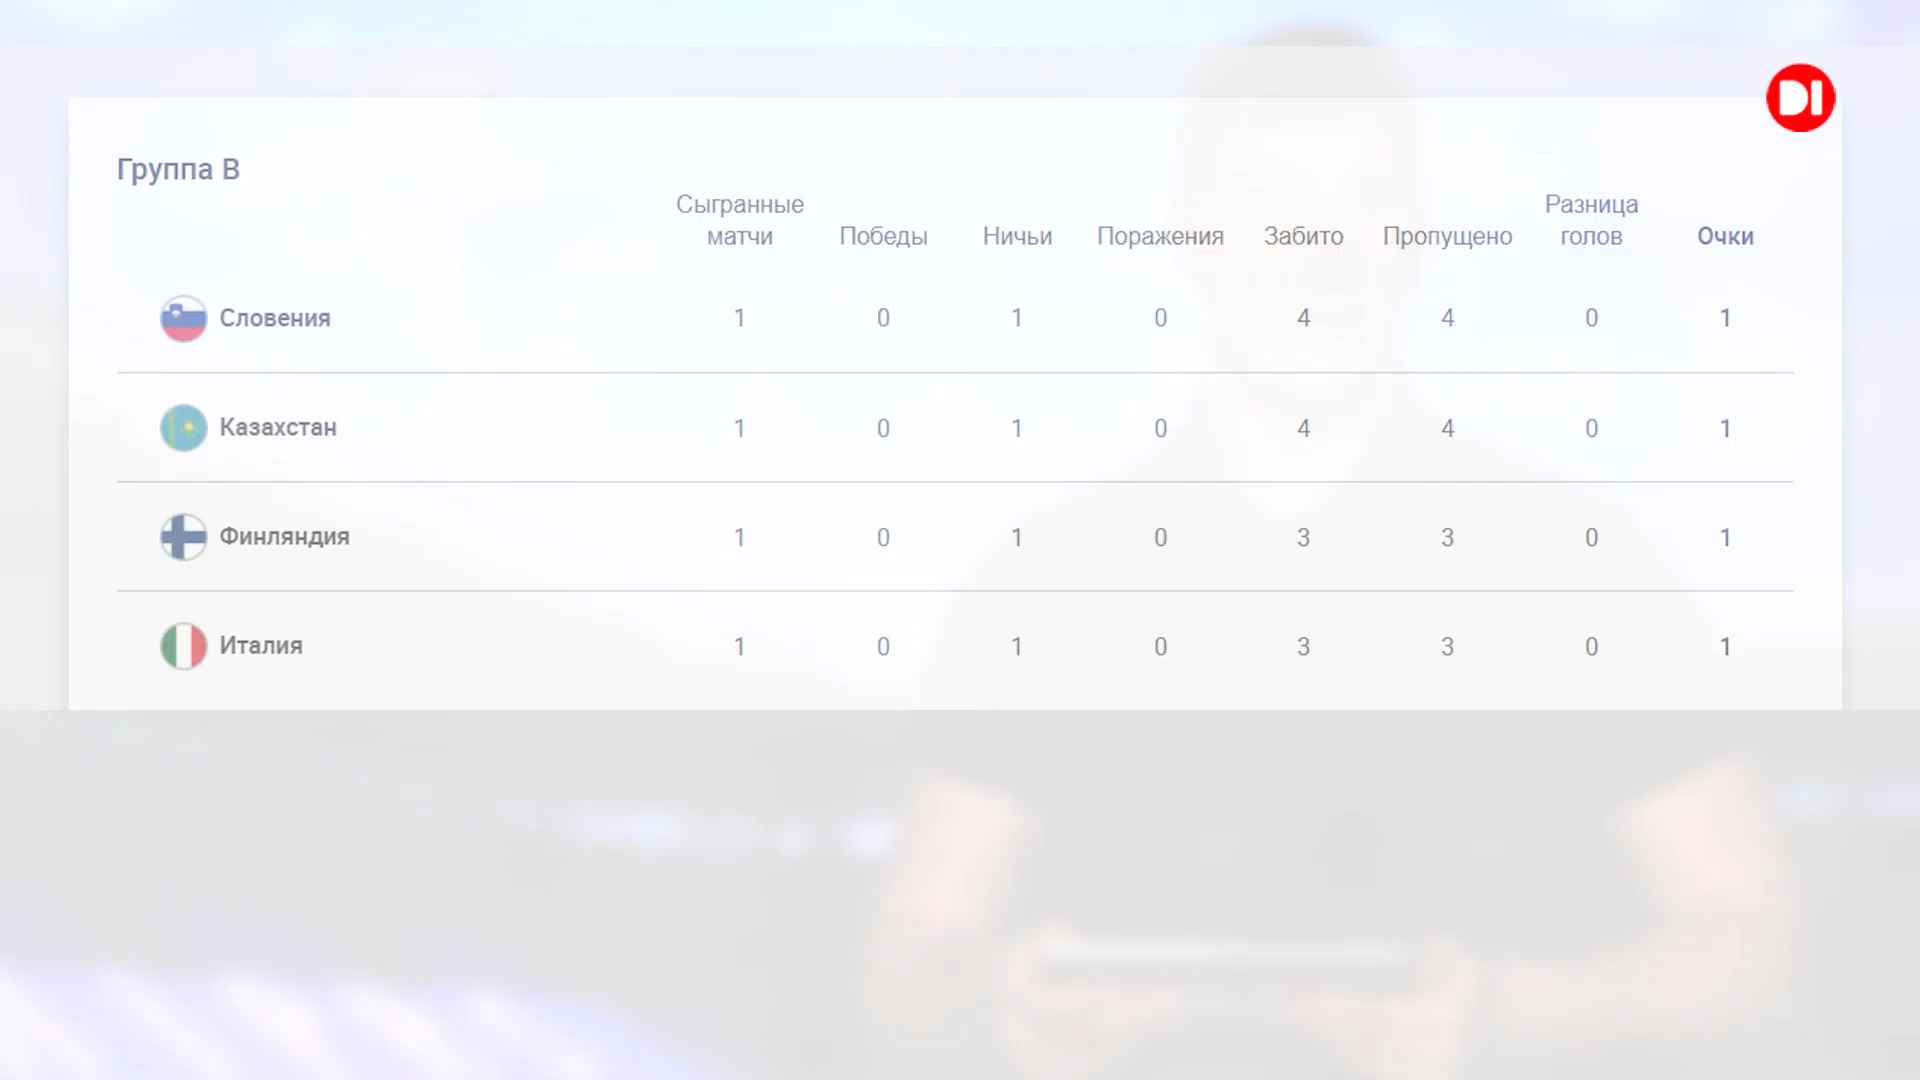 DI
Группа B
Сыгранные матчи Победы Ничьи Поражения Забито Пропущено Разница голов Очки
Словения 1 0 1 0 4 4 0 1
Казахстан 1 0 1 0 4 4 0 1
Финляндия 1 0 1 0 3 3 0 1
Италия 1 0 1 0 3 3 0 1